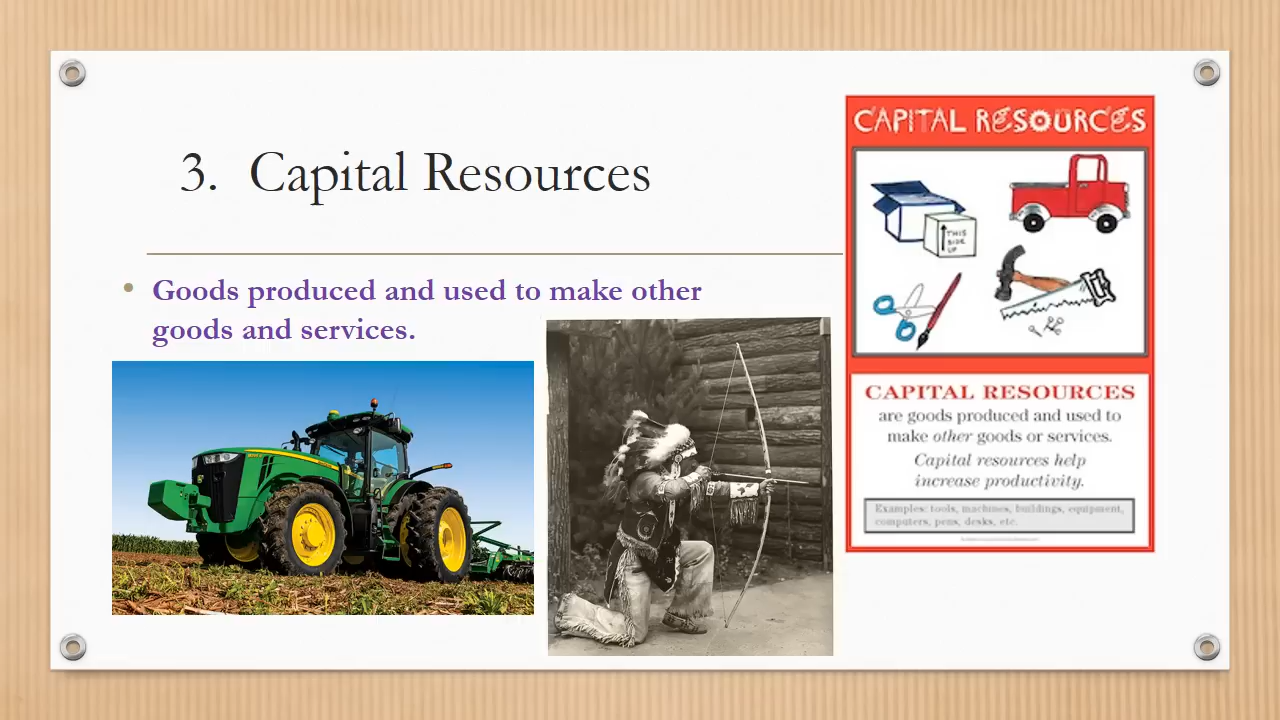 3. Capital Resources
• Goods produced and used to make other
goods and services.
CAPITAL RESOURCES
THIS
SIDE
UP
CAPITAL RESOURCES
are goods produced and used to
make other goods or services.
Capital resources help
increase productivity.
Examples: tools, machines, buildings, equipment,
computers, pens, desks, etc.